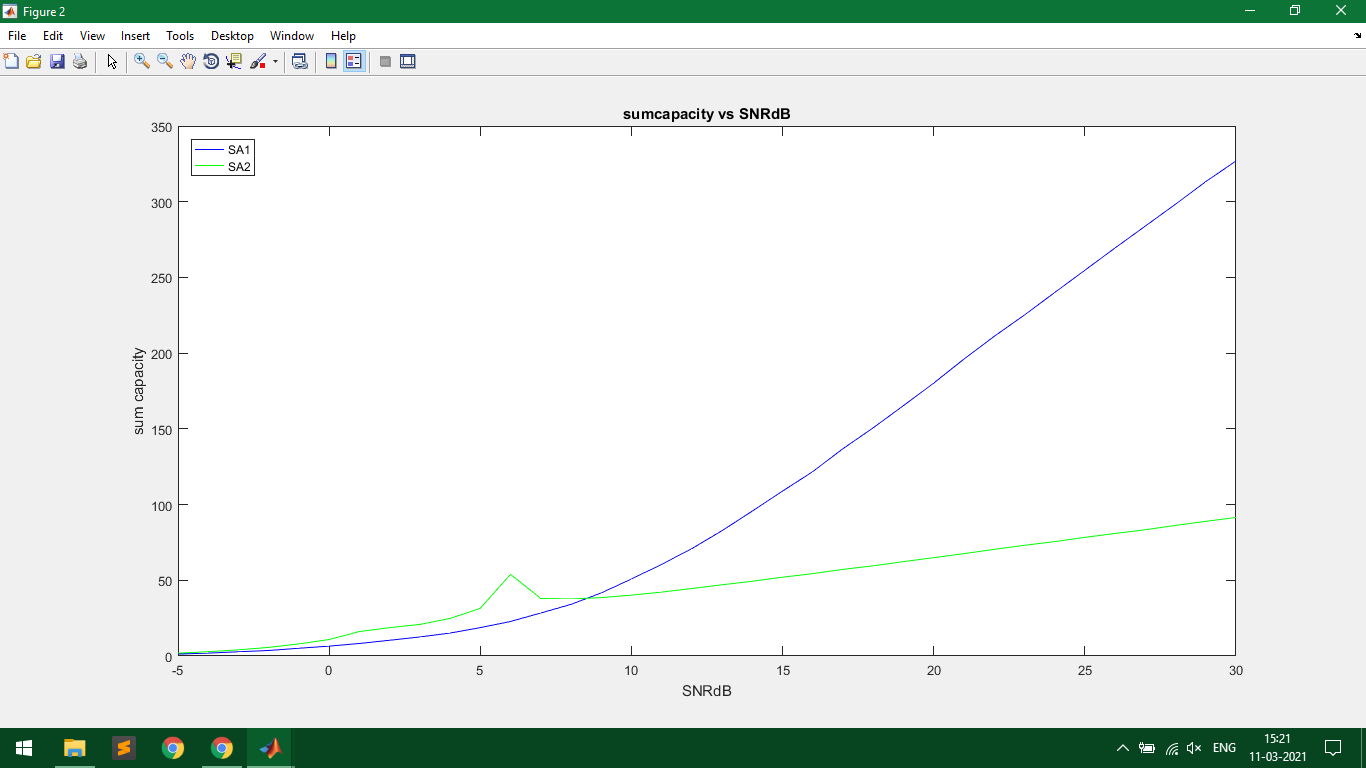 Figure 2
File Edit View Insert Tools Desktop Window Help
sumcapacity vs SNRdB
SA1
SA2
350
300
250
200
150
100
50
0
sum capacity
-5 0 5 10 15 20 25 30
SNRdB
ENG
15:21
11-03-2021